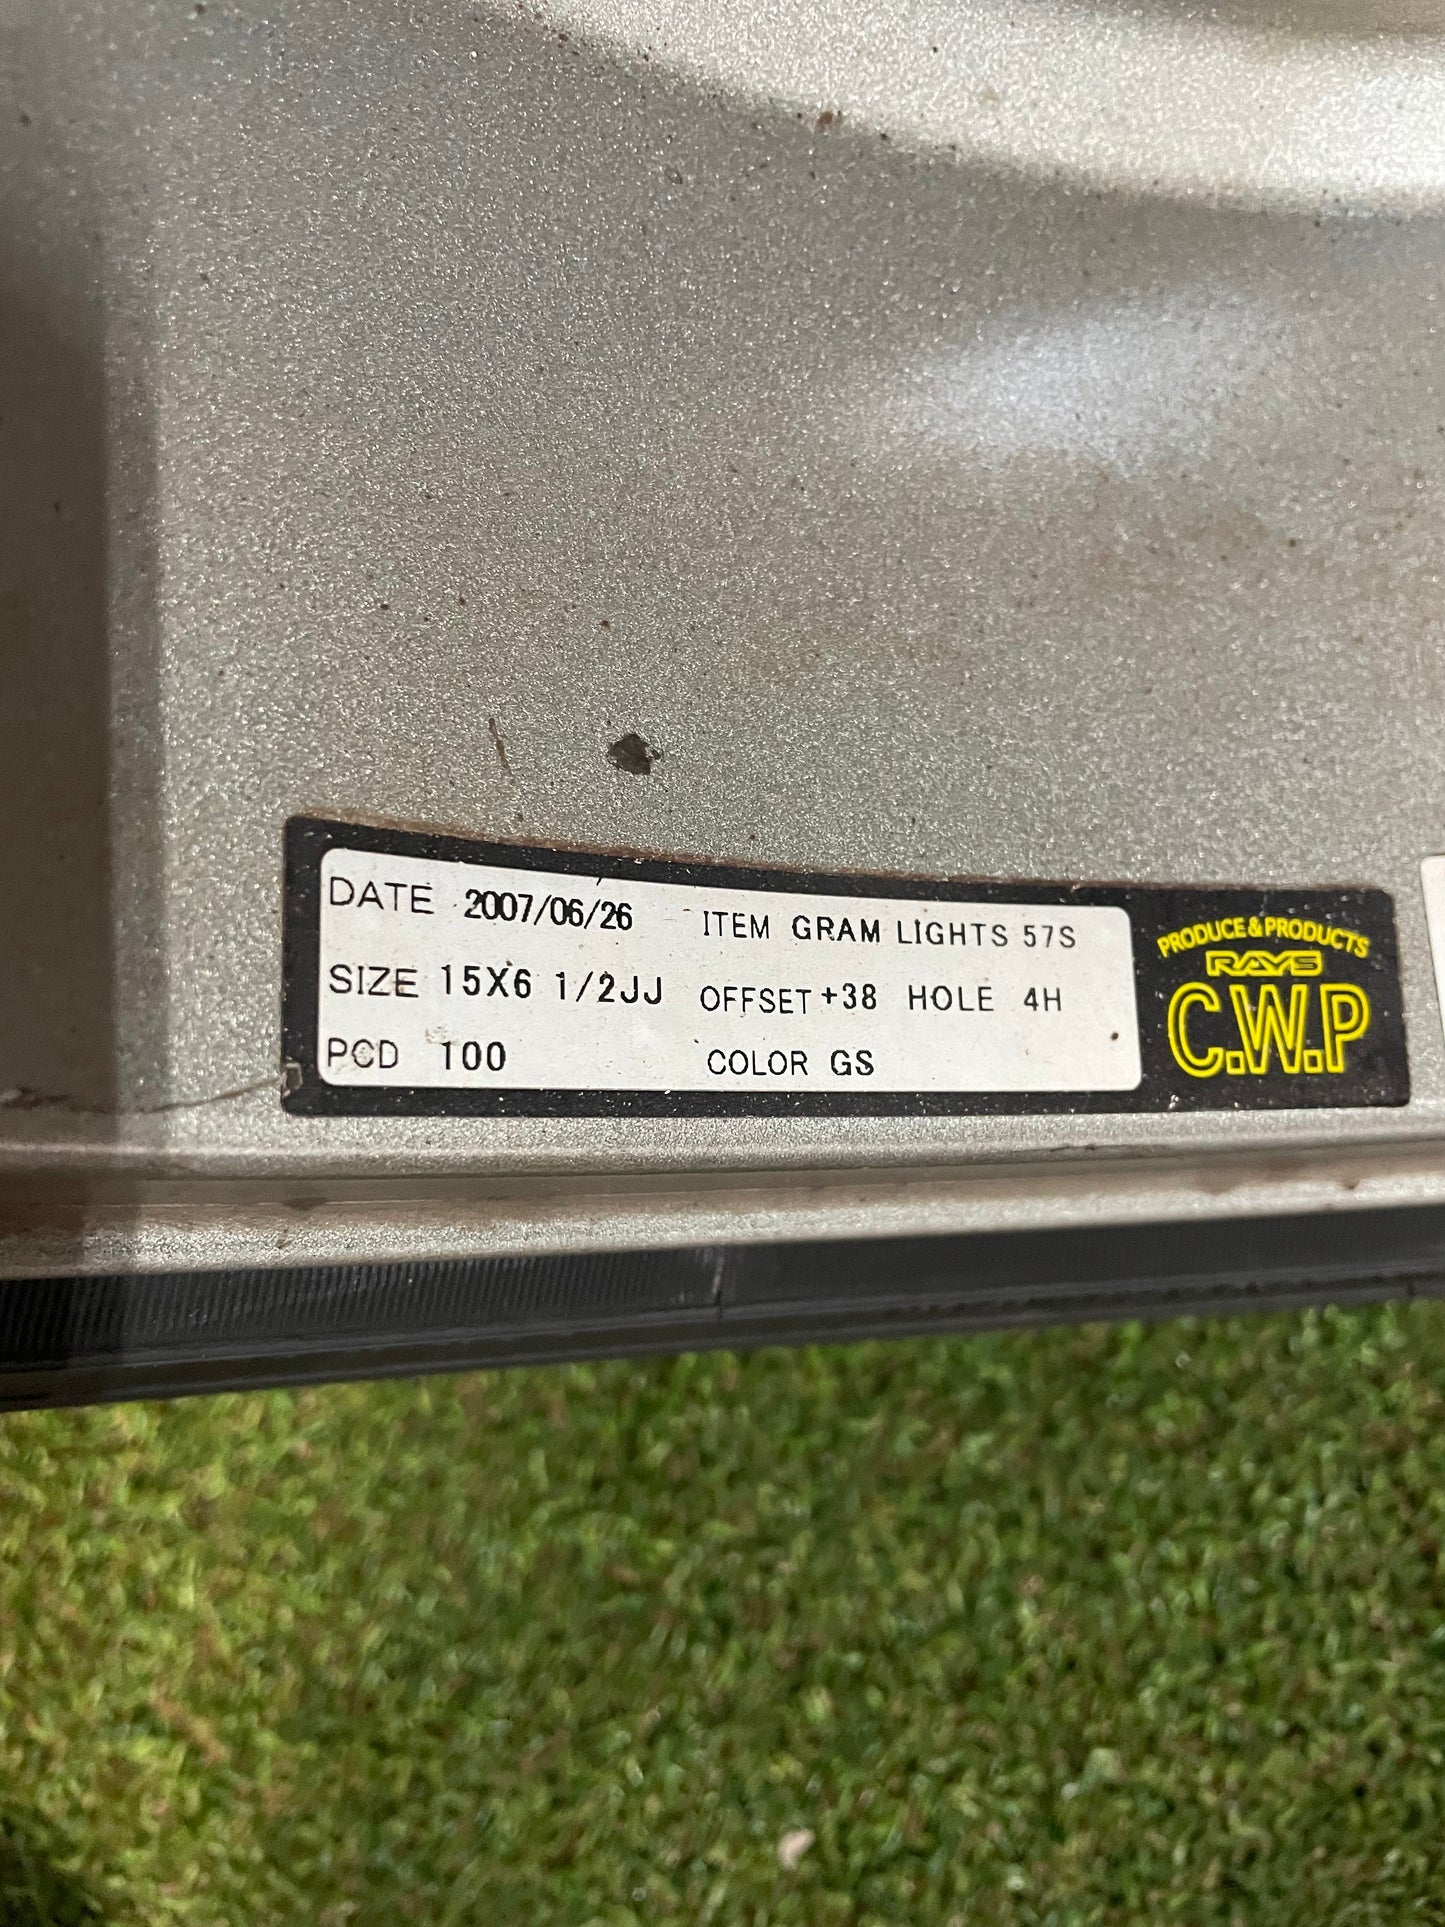 DATE 2007/06/26 ITEM GRAM LIGHTS 57S
SIZE 15X6 1/2JJ OFFSET +38 HOLE 4H
PCD 100 COLOR GS
PRODUCE & PRODUCTS
RAYS
C.W.P